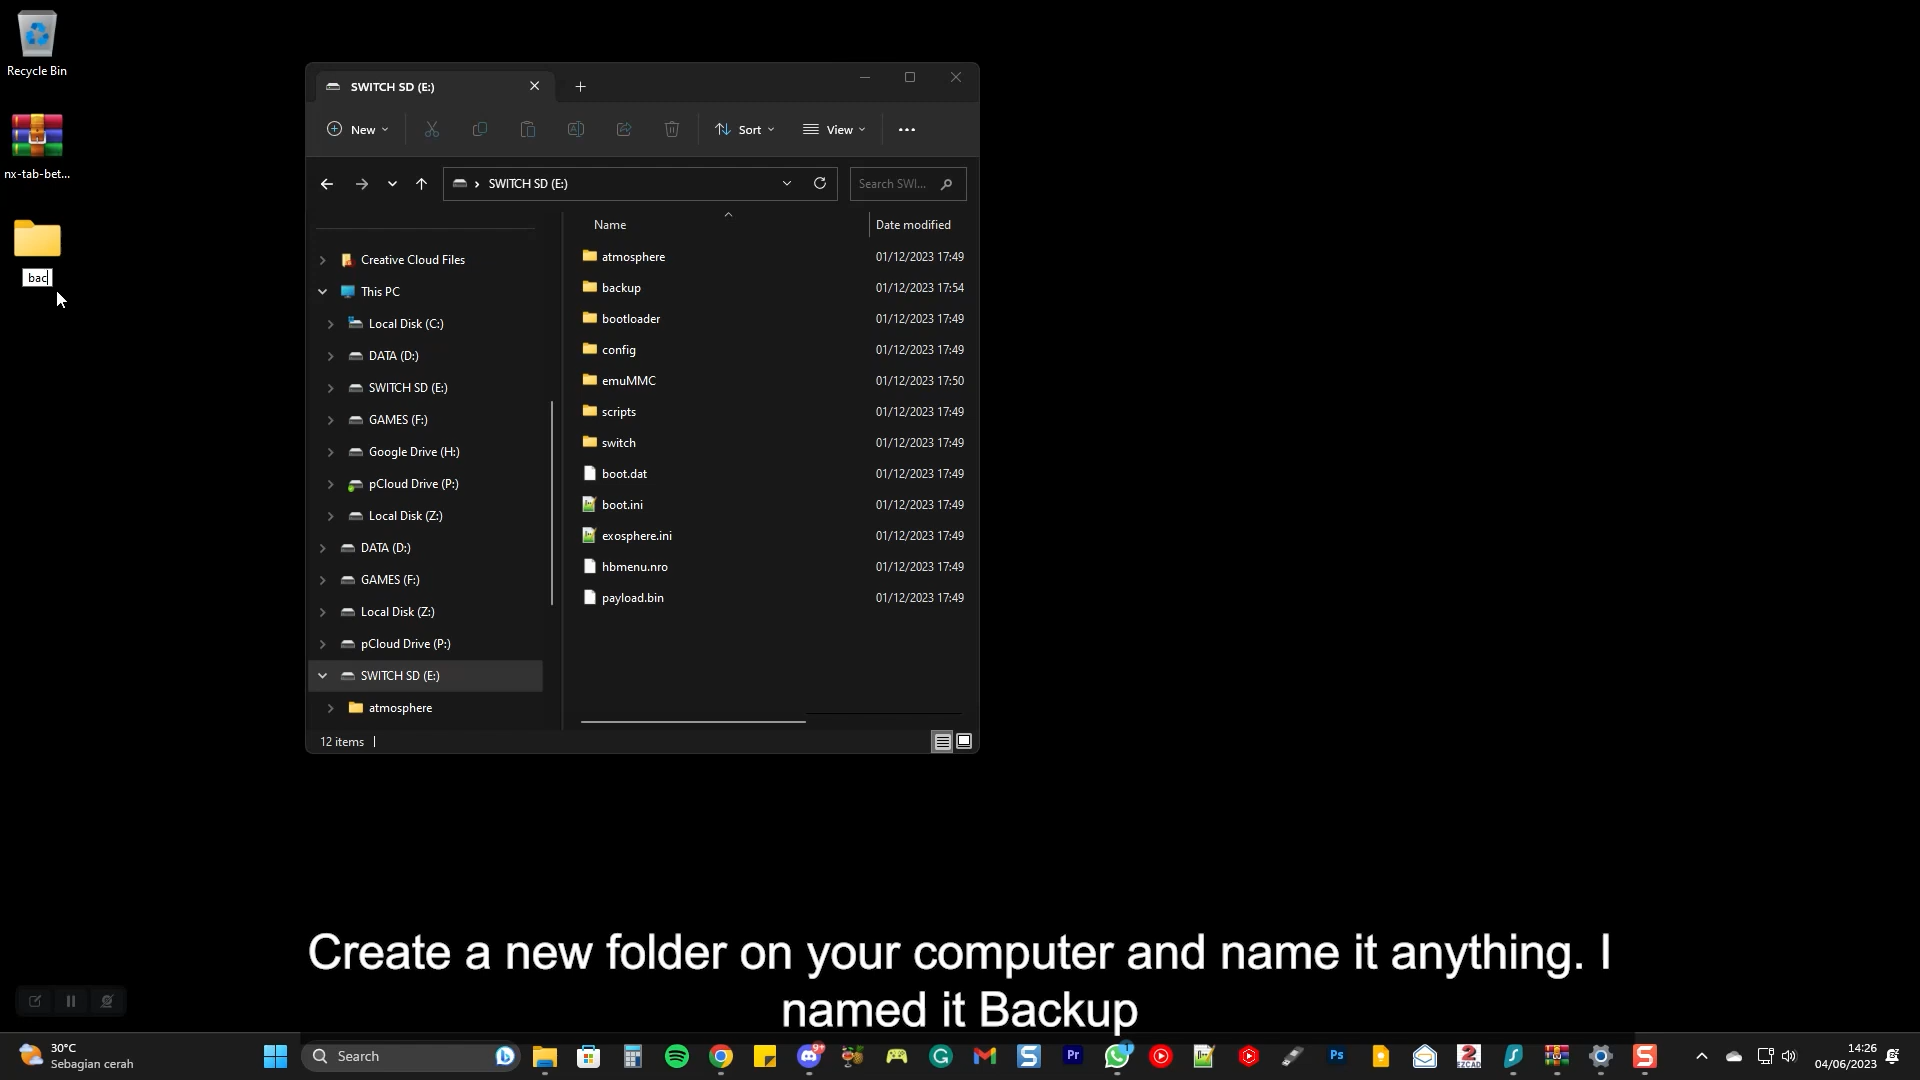 Recycle Bin
nx-tab-bet...
bac
SWITCH SD (E:)
New
Sort
View
SWITCH SD (E:)
Search SWI...
Name
Date modified
Creative Cloud Files
This PC
Local Disk (C:)
DATA (D:)
SWITCH SD (E:)
GAMES (F:)
Google Drive (H:)
pCloud Drive (P:)
Local Disk (Z:)
DATA (D:)
GAMES (F:)
Local Disk (Z:)
pCloud Drive (P:)
SWITCH SD (E:)
atmosphere
atmosphere 01/12/2023 17:49
backup 01/12/2023 17:54
bootloader 01/12/2023 17:49
config 01/12/2023 17:49
emuMMC 01/12/2023 17:50
scripts 01/12/2023 17:49
switch 01/12/2023 17:49
boot.dat 01/12/2023 17:49
boot.ini 01/12/2023 17:49
exosphere.ini 01/12/2023 17:49
hbmenu.nro 01/12/2023 17:49
payload.bin 01/12/2023 17:49
12 items
Create a new folder on your computer and name it anything. I
named it Backup
30°C
Sebagian cerah
Search
9+
Pr
1
Ps
2
EZCAD
14:26
04/06/2023